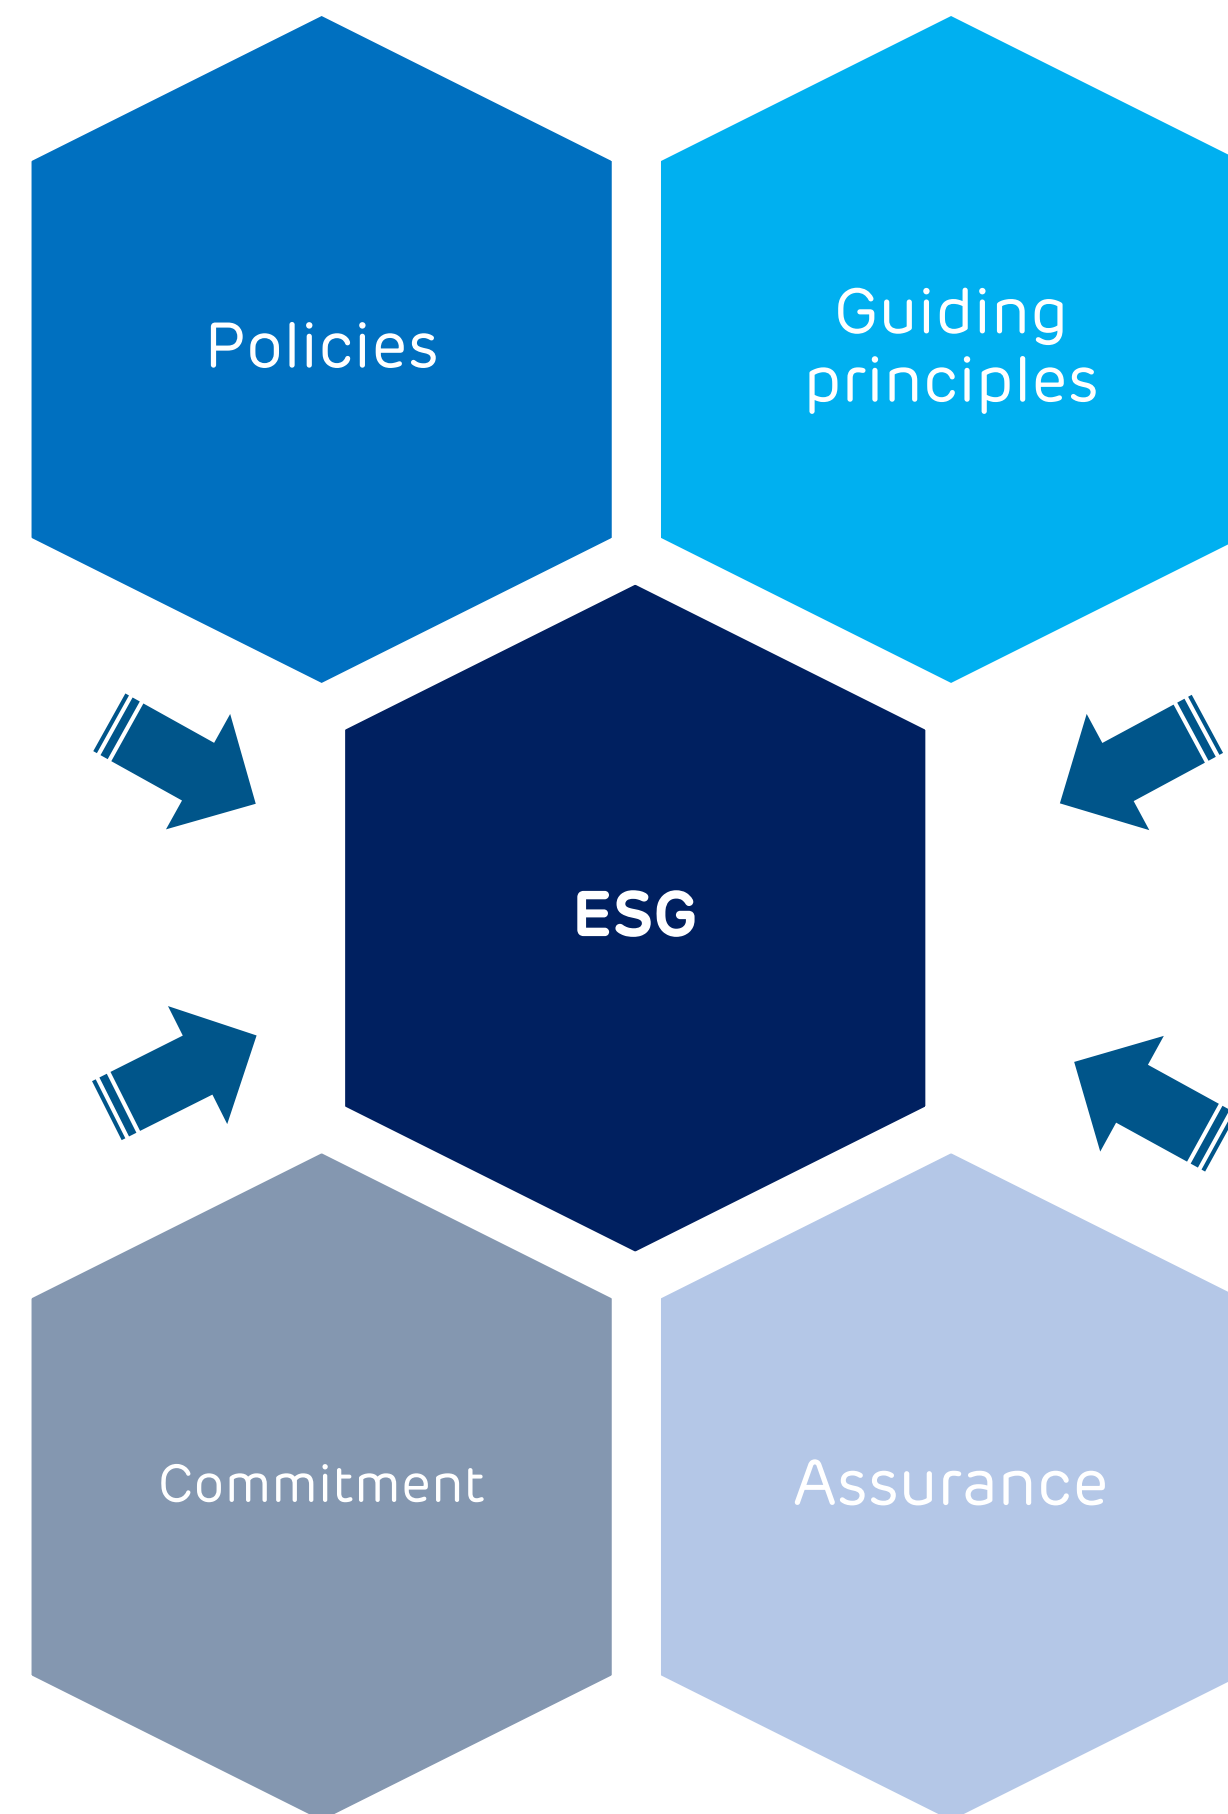 Policies
Guiding
principles
ESG
Commitment
Assurance